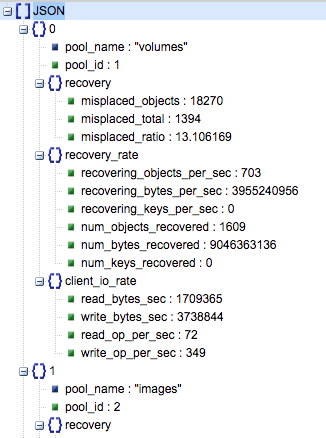 JSON
0
pool_name : "volumes"
pool_id : 1
recovery
misplaced_objects : 18270
misplaced_total : 1394
misplaced_ratio : 13.106169
recovery_rate
recovering_objects_per_sec : 703
recovering_bytes_per_sec : 3955240956
recovering_keys_per_sec : 0
num_objects_recovered : 1609
num_bytes_recovered : 9046363136
num_keys_recovered : 0
client_io_rate
read_bytes_sec : 1709365
write_bytes_sec : 3738844
read_op_per_sec : 72
write_op_per_sec : 349
1
pool_name : "images"
pool_id : 2
recovery